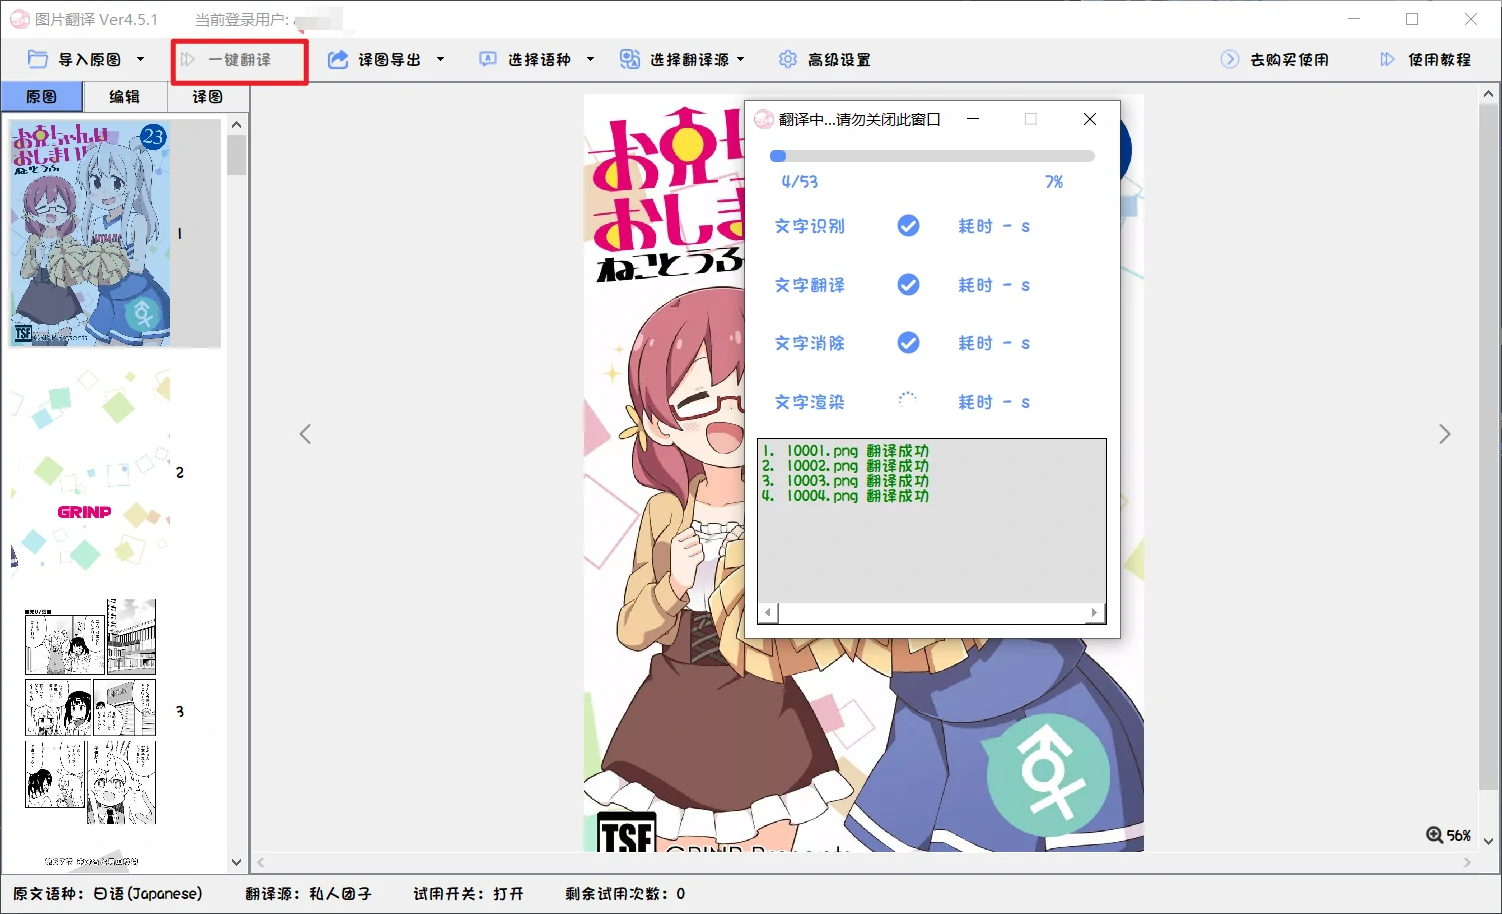 图片翻译 Ver4.5.1 当前登录用户:
导入原图 一键翻译 译图导出 选择语种 选择翻译源 高级设置 去购买使用 使用教程
原图 编辑 译图
お兄ちゃんは
おしまい!
ねことうふ
23
TSF
1
GRINP
2
3
お兄
おしま
ねことうふ
TSF
GRINP Presents
翻译中...请勿关闭此窗口
4/53 7%
文字识别 耗时 - s
文字翻译 耗时 - s
文字消除 耗时 - s
文字渲染 耗时 - s
1. 10001.png 翻译成功
2. 10002.png 翻译成功
3. 10003.png 翻译成功
4. 10004.png 翻译成功
56%
原文语种：日语(Japanese) 翻译源：私人团子 试用开关：打开 剩余试用次数：0